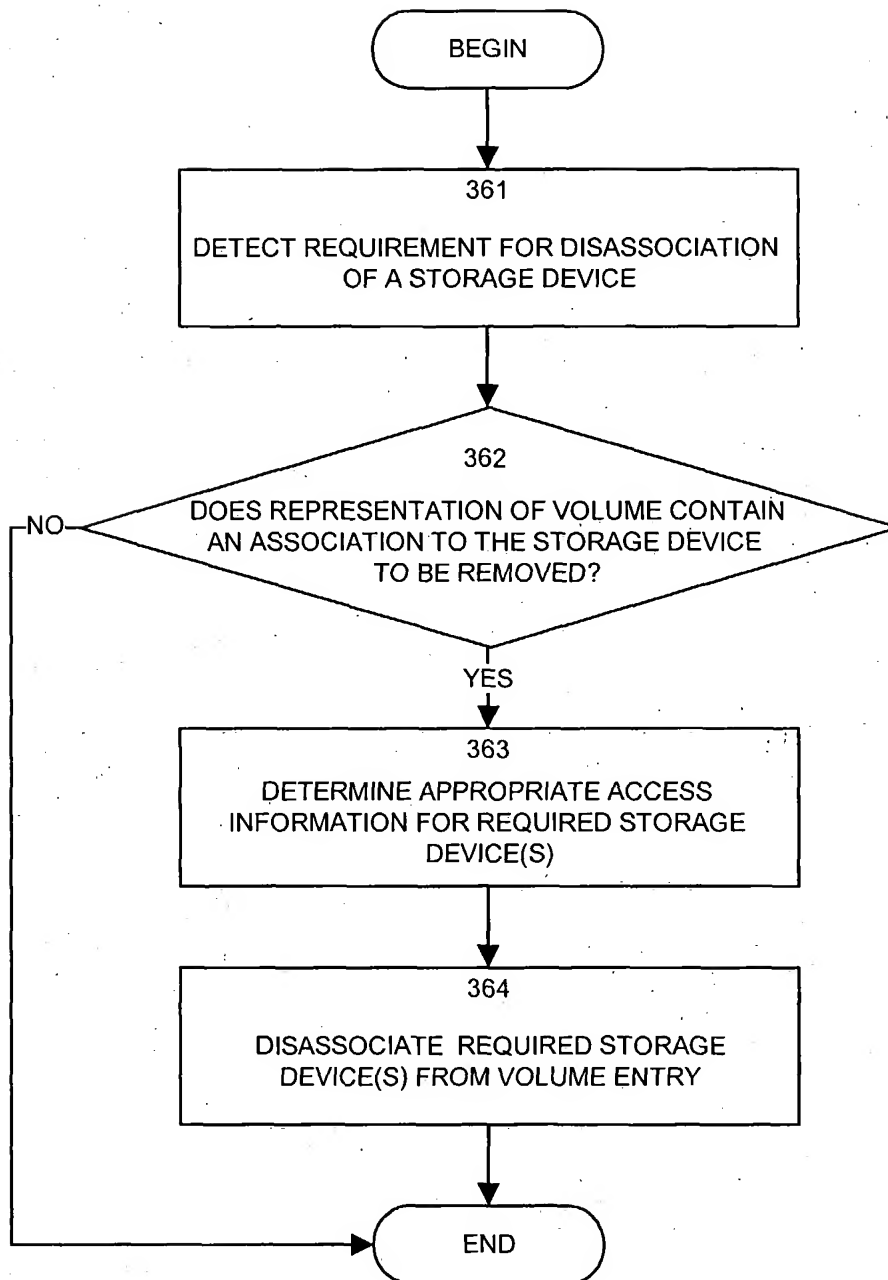 BEGIN
361
DETECT REQUIREMENT FOR DISASSOCIATION
OF A STORAGE DEVICE
362
DOES REPRESENTATION OF VOLUME CONTAIN
AN ASSOCIATION TO THE STORAGE DEVICE
TO BE REMOVED?
NO
YES
363
DETERMINE APPROPRIATE ACCESS
INFORMATION FOR REQUIRED STORAGE
DEVICE(S)
364
DISASSOCIATE REQUIRED STORAGE
DEVICE(S) FROM VOLUME ENTRY
END